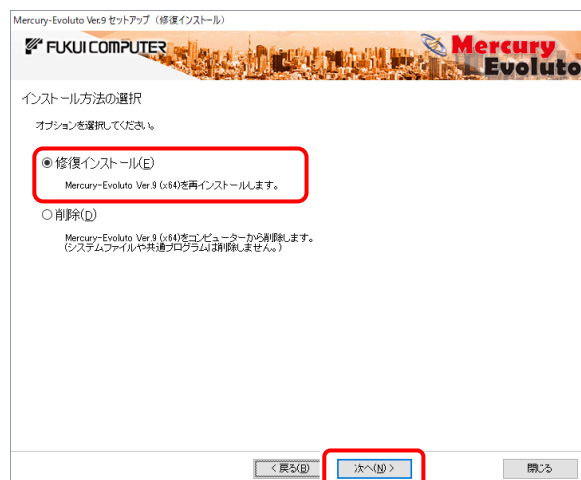 Mercury-Evoluto Ver.9 セットアップ (修復インストール)
FUKUI COMPUTER
Mercury
Evoluto
インストール方法の選択
オプションを選択してください。
修復インストール(E)
Mercury-Evoluto Ver.9 (x64)を再インストールします。
削除(D)
Mercury-Evoluto Ver.9 (x64)をコンピューターから削除します。
(システムファイルや共通プログラムは削除しません。)
< 戻る(B) 次へ(N) > 閉じる